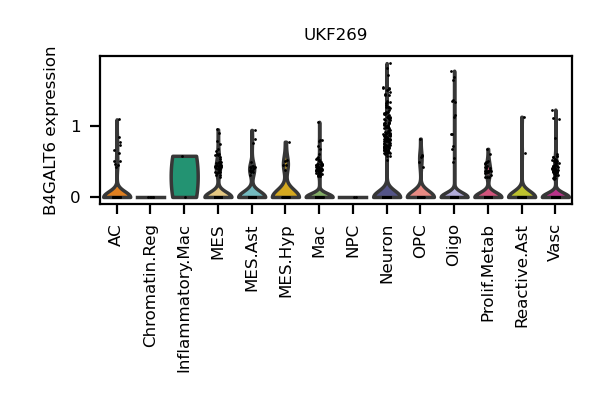 UKF269
B4GALT6 expression
1
0
AC
Chromatin.Reg
Inflammatory.Mac
MES
MES.Ast
MES.Hyp
Mac
NPC
Neuron
OPC
Oligo
Prolif.Metab
Reactive.Ast
Vasc